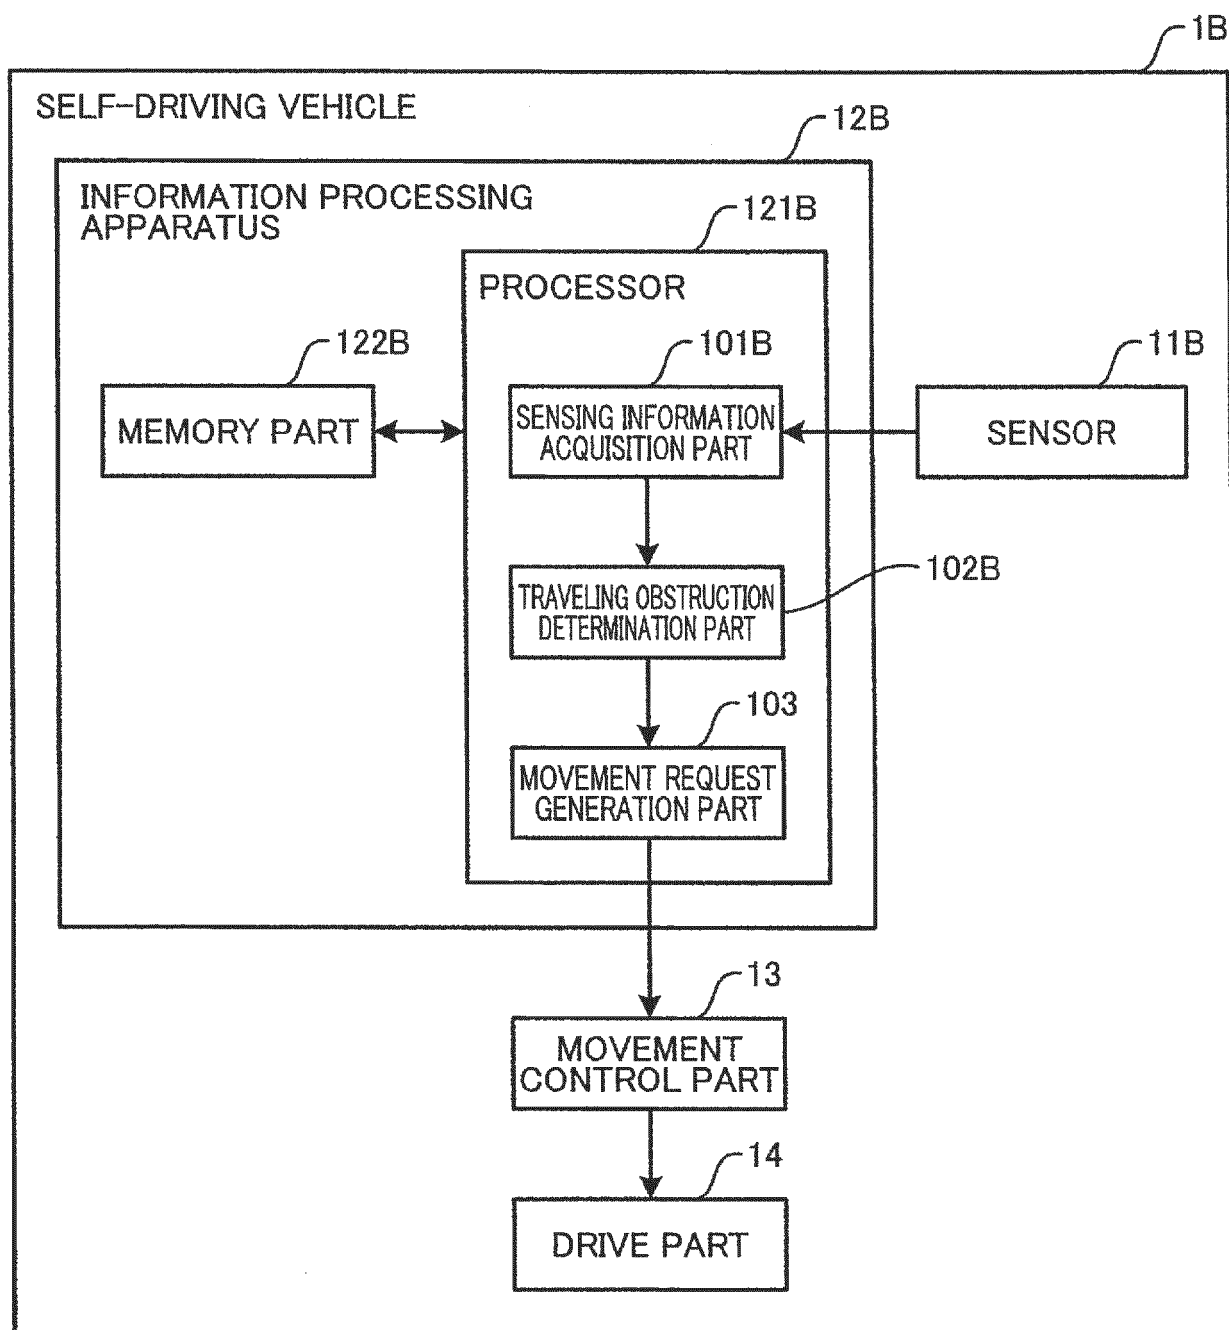 1B
SELF-DRIVING VEHICLE
12B
INFORMATION PROCESSING
APPARATUS
121B
PROCESSOR
122B
101B
11B
MEMORY PART
SENSING INFORMATION
ACQUISITION PART
SENSOR
102B
TRAVELING OBSTRUCTION
DETERMINATION PART
103
MOVEMENT REQUEST
GENERATION PART
13
MOVEMENT
CONTROL PART
14
DRIVE PART